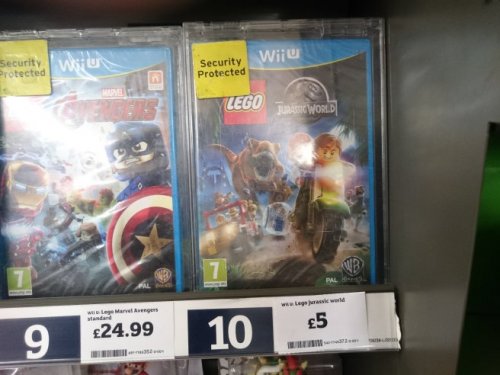 Security
Protected
Wii U
MARVEL
AVENGERS
7
Security
Protected
Wii U
LEGO
JURASSIC WORLD
7
PAL
WB
9
Wii U: Lego Marvel Avengers
standard
£24.99
10
Wii U: Lego Jurassic world
£5